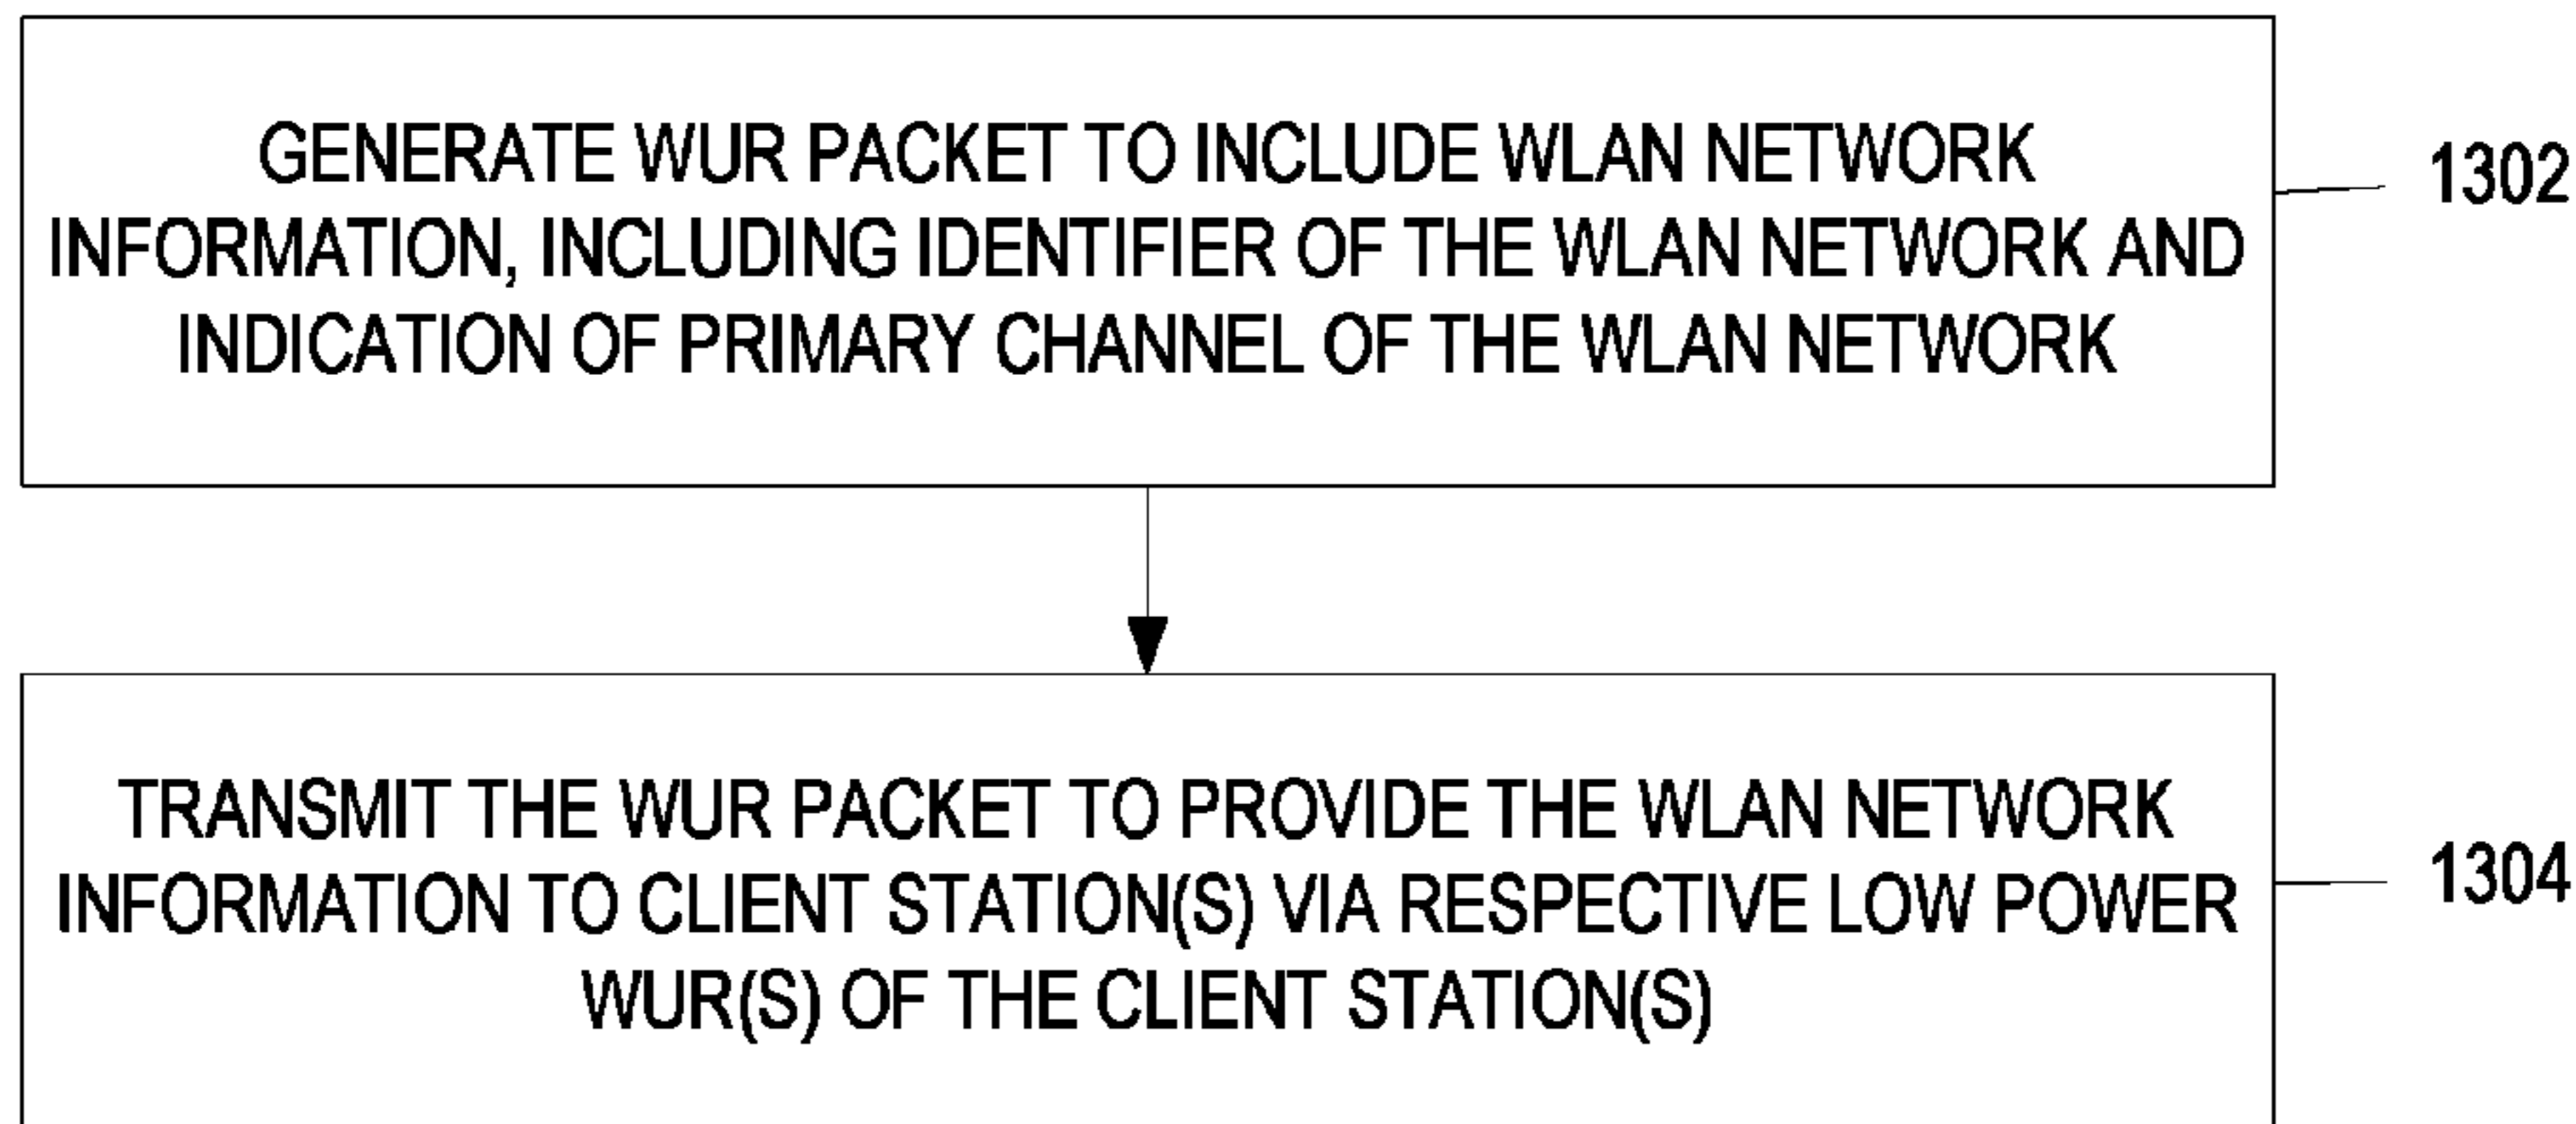 GENERATE WUR PACKET TO INCLUDE WLAN NETWORK
INFORMATION, INCLUDING IDENTIFIER OF THE WLAN NETWORK AND
INDICATION OF PRIMARY CHANNEL OF THE WLAN NETWORK
1302
TRANSMIT THE WUR PACKET TO PROVIDE THE WLAN NETWORK
INFORMATION TO CLIENT STATION(S) VIA RESPECTIVE LOW POWER
WUR(S) OF THE CLIENT STATION(S)
1304